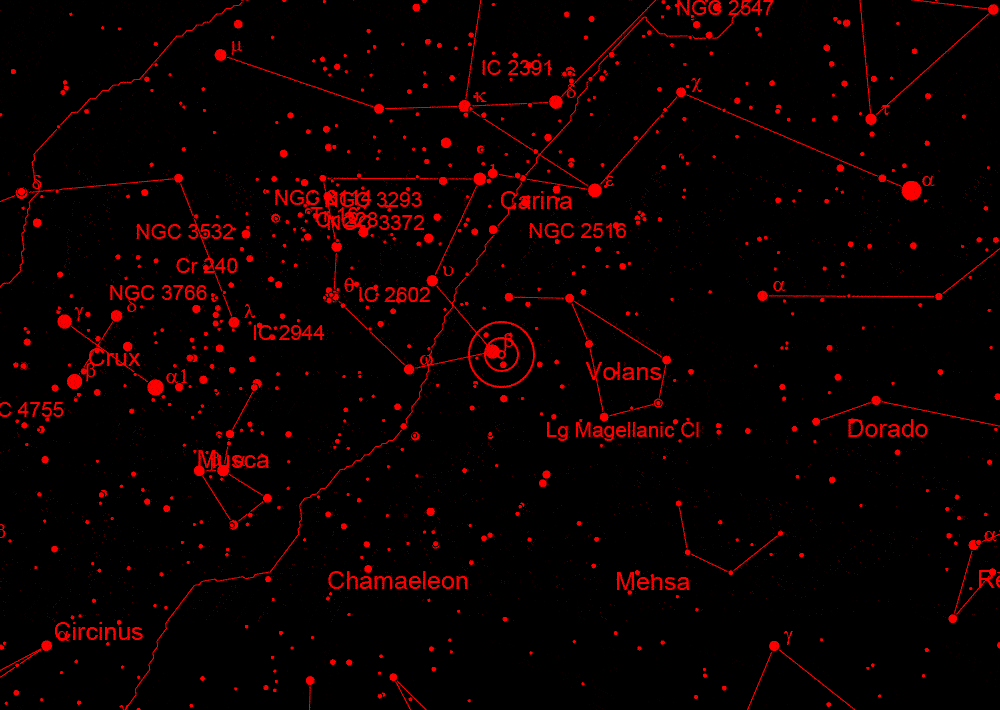 NGC 2547
μ
IC 2391
δ
κ
χ
τ
ε
α
δ
Carina
NGC 3293
NGC 3372
NGC 3532
NGC 2516
Cr 240
υ
θ
IC 2602
α
NGC 3766
δ
γ
λ
IC 2944
β
ω
Crux
β
α1
Volans
C 4755
Lg Magellanic Cl
Dorado
Musca
α
Chamaeleon
Mehsa
Re
Circinus
α
γ